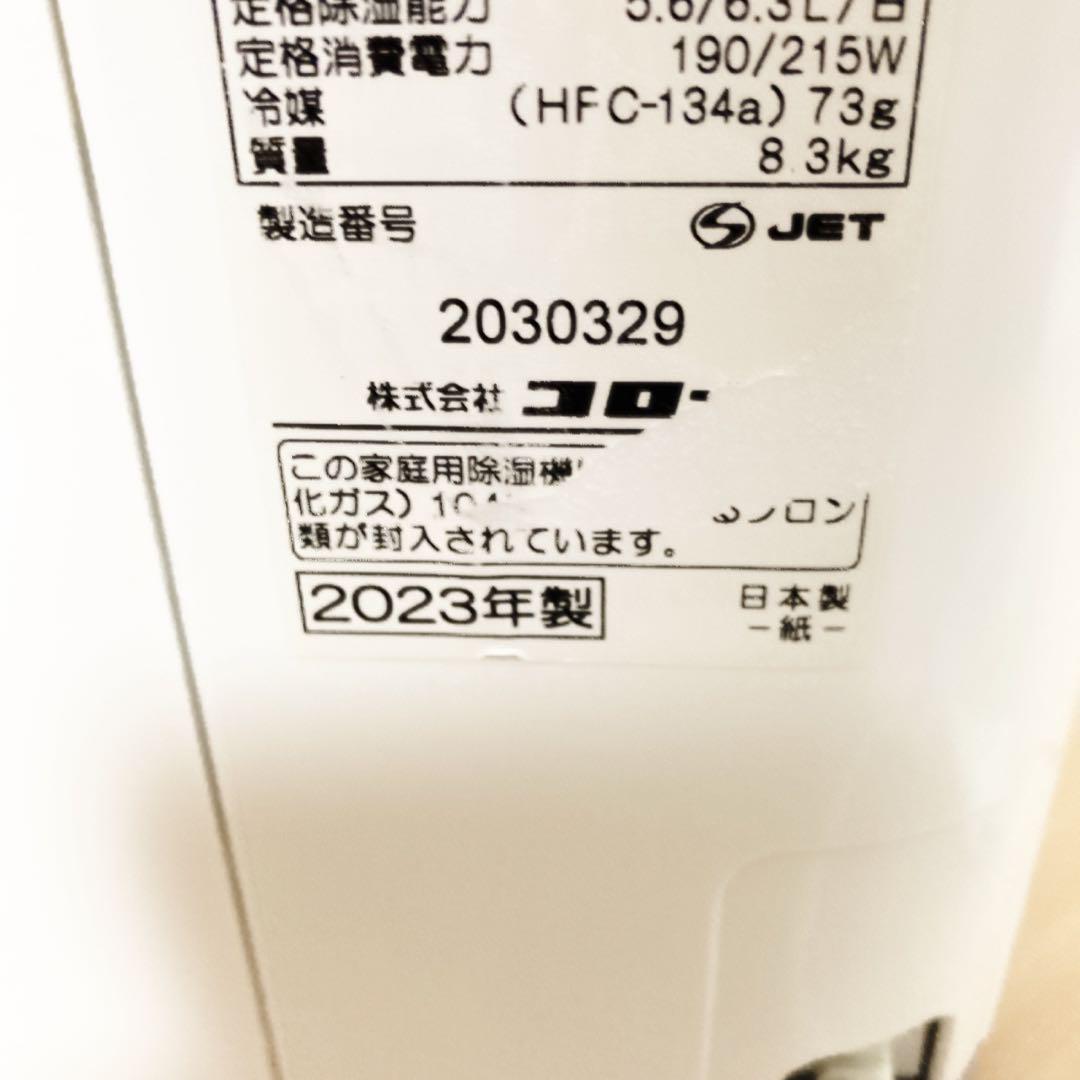 定格除湿能力 5.6/6.3L/日
定格消費電力 190/215W
冷媒 (HFC-134a) 73g
質量 8.3kg
製造番号 JET
2030329
株式会社 コロ
この家庭用除湿機
化ガス) ロン
類が封入されています。
2023年製 日本製
-紙-